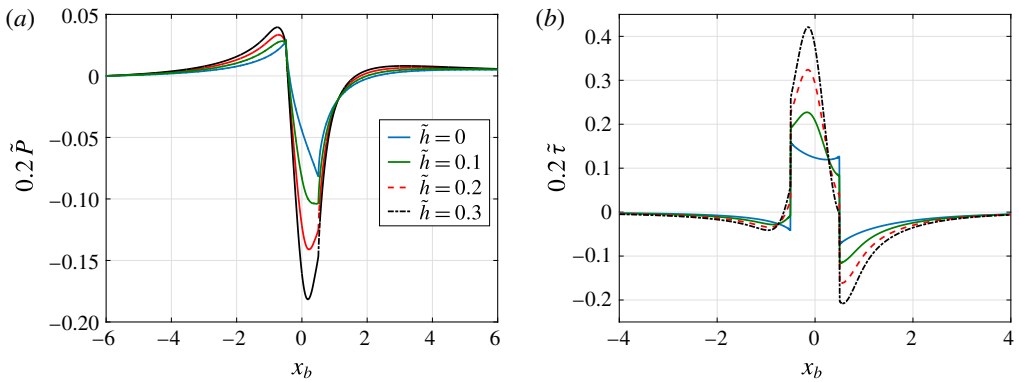 (a)
0.05
0
−0.05
−0.10
−0.15
−0.20
0.2 P̃
−6 −4 −2 0 2 4 6
x_b
h̃ = 0
h̃ = 0.1
h̃ = 0.2
h̃ = 0.3
(b)
0.4
0.3
0.2
0.1
0
−0.1
−0.2
0.2 τ̃
−4 −2 0 2 4
x_b